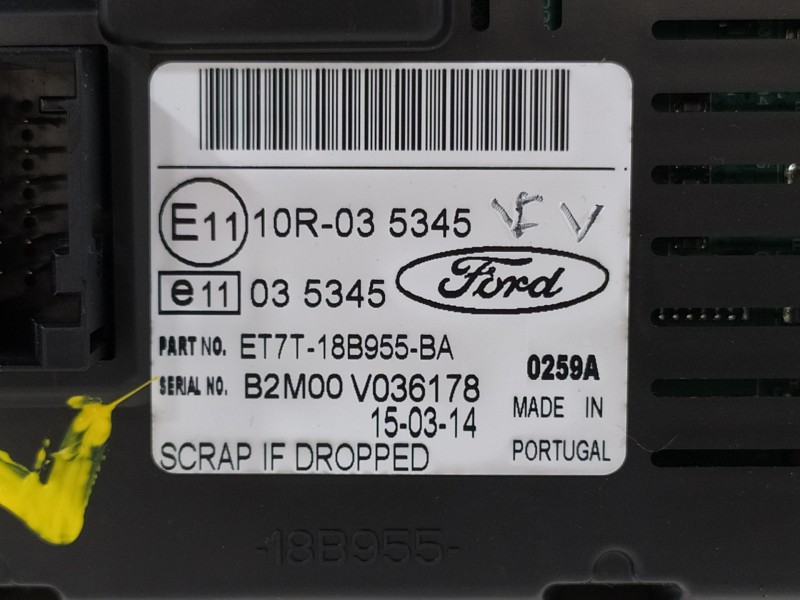 E11 10R-03 5345
V V
e11 03 5345
Ford
PART NO. ET7T-18B955-BA
SERIAL NO. B2M00 V036178
0259A
15-03-14
MADE IN
PORTUGAL
SCRAP IF DROPPED
-18B955-